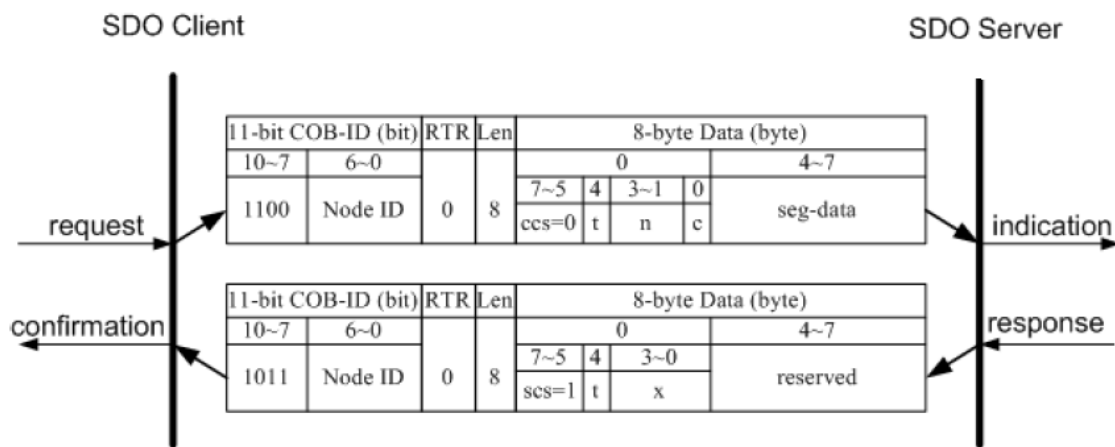 SDO Client
SDO Server
11-bit COB-ID (bit) RTR Len 8-byte Data (byte)
10~7 6~0 0 4~7
7~5 4 3~1 0
request 1100 Node ID 0 8 ccs=0 t n c seg-data indication
11-bit COB-ID (bit) RTR Len 8-byte Data (byte)
confirmation 10~7 6~0 0 4~7 response
7~5 4 3~0
1011 Node ID 0 8 scs=1 t x reserved